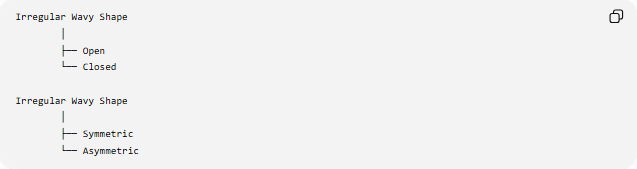 Irregular Wavy Shape
│
├── Open
└── Closed
Irregular Wavy Shape
│
├── Symmetric
└── Asymmetric